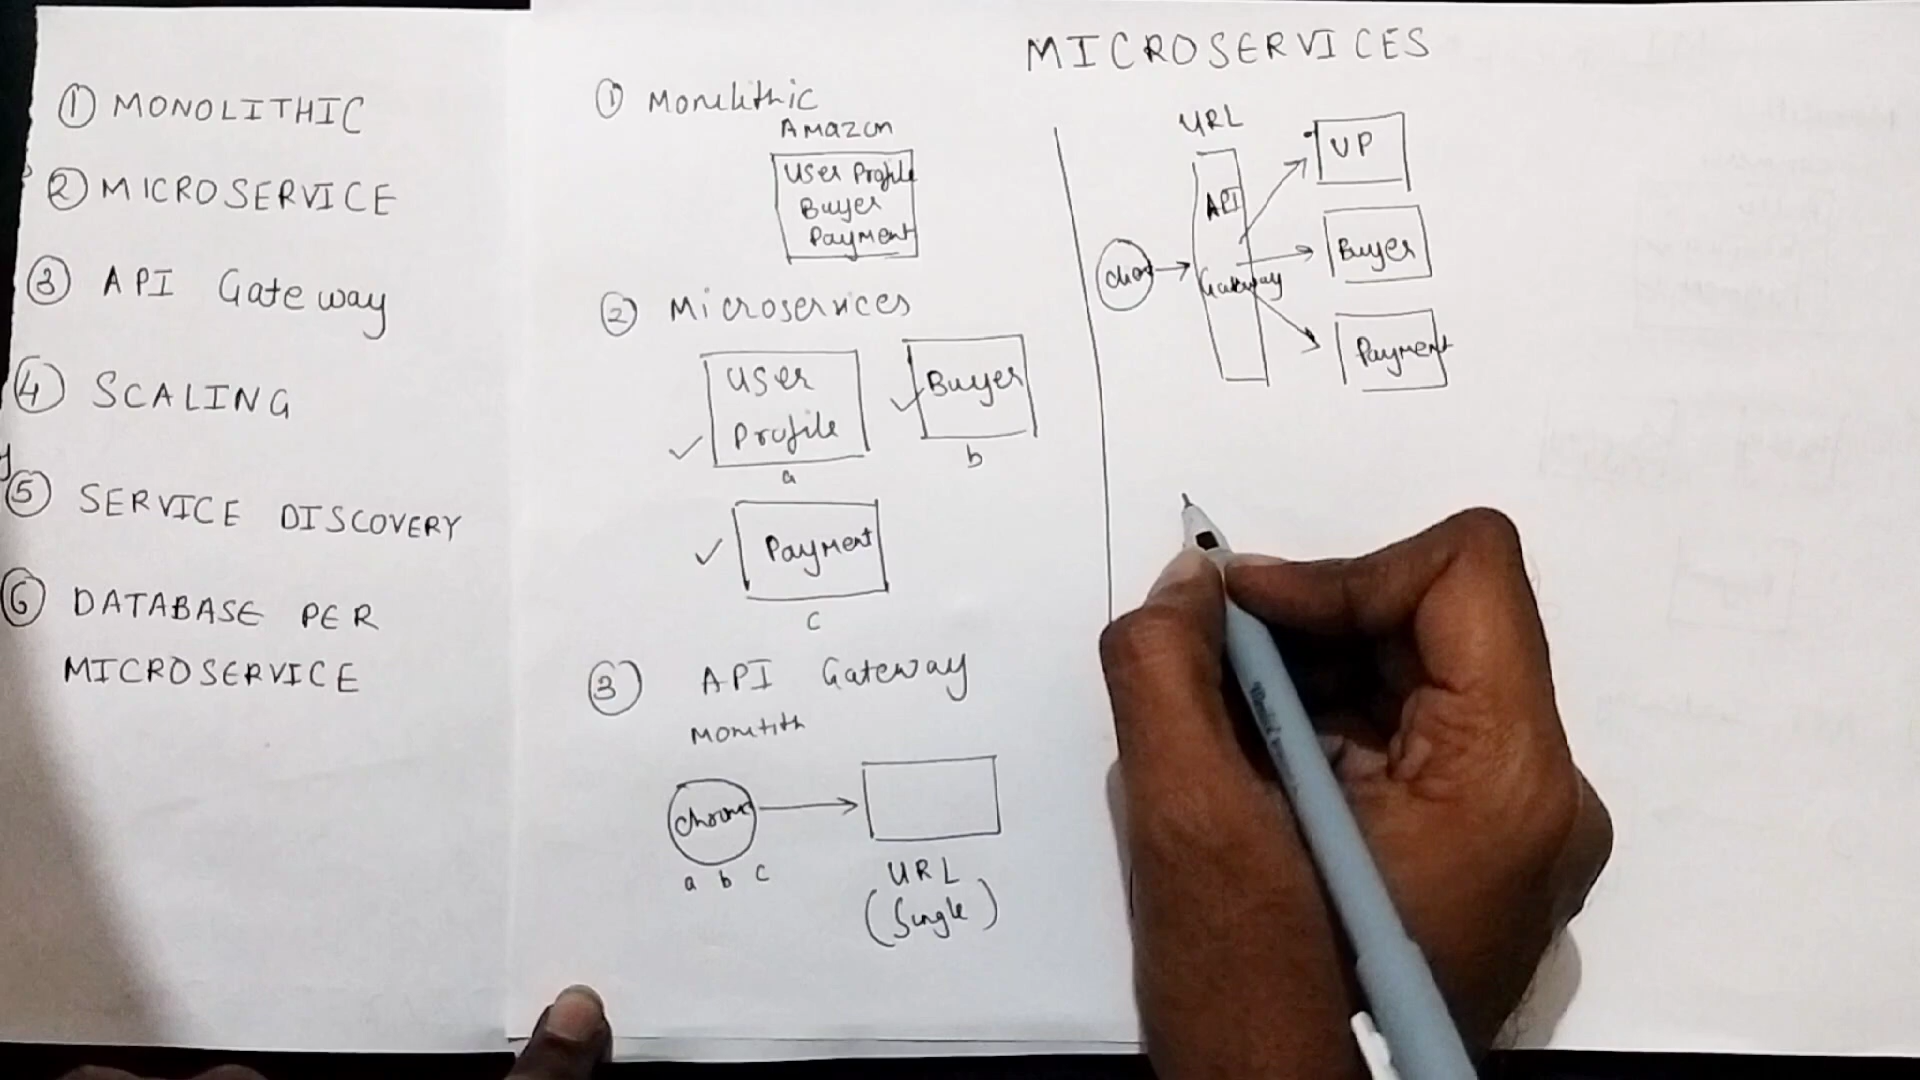 ① MONOLITHIC
② MICROSERVICE
③ API Gateway
④ SCALING
⑤ SERVICE DISCOVERY
⑥ DATABASE PER
MICROSERVICE
MICROSERVICES
① Monolithic
Amazon
User Profile
Buyer
Payment
② Microservices
User
Profile
a
Buyer
b
Payment
c
③ API Gateway
Monolith
Chrome
a b c
URL
(Single)
URL
API
Gateway
UP
Buyer
Payment